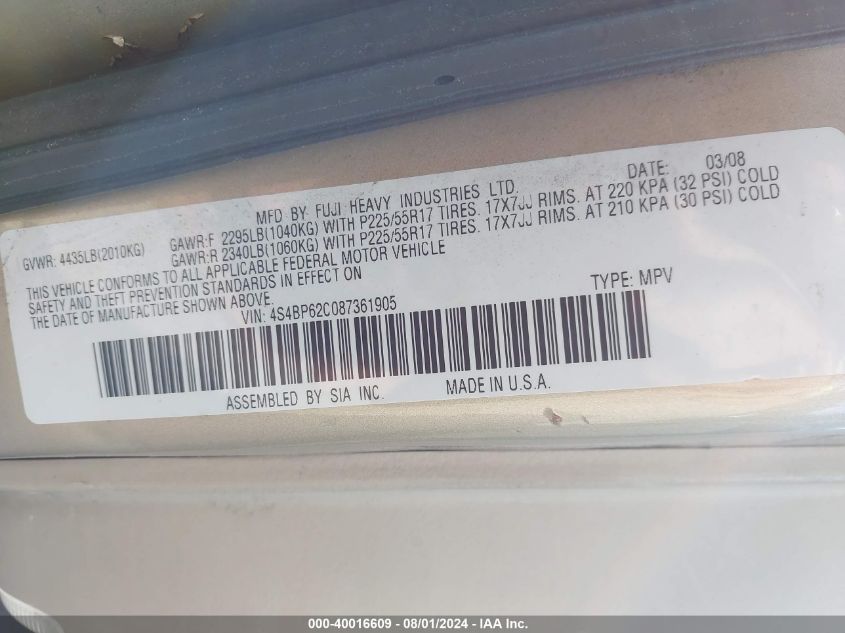 MFD BY FUJI HEAVY INDUSTRIES LTD. DATE: 03/08
GVWR: 4435LB(2010KG) GAWR:F 2295LB(1040KG) WITH P225/55R17 TIRES. 17X7JJ RIMS. AT 220 KPA (32 PSI) COLD
GAWR:R 2340LB(1060KG) WITH P225/55R17 TIRES. 17X7JJ RIMS. AT 210 KPA (30 PSI) COLD
THIS VEHICLE CONFORMS TO ALL APPLICABLE FEDERAL MOTOR VEHICLE
SAFETY AND THEFT PREVENTION STANDARDS IN EFFECT ON
THE DATE OF MANUFACTURE SHOWN ABOVE.
VIN: 4S4BP62C087361905 TYPE: MPV
ASSEMBLED BY SIA INC. MADE IN U.S.A.
000-40016609 - 08/01/2024 - IAA Inc.